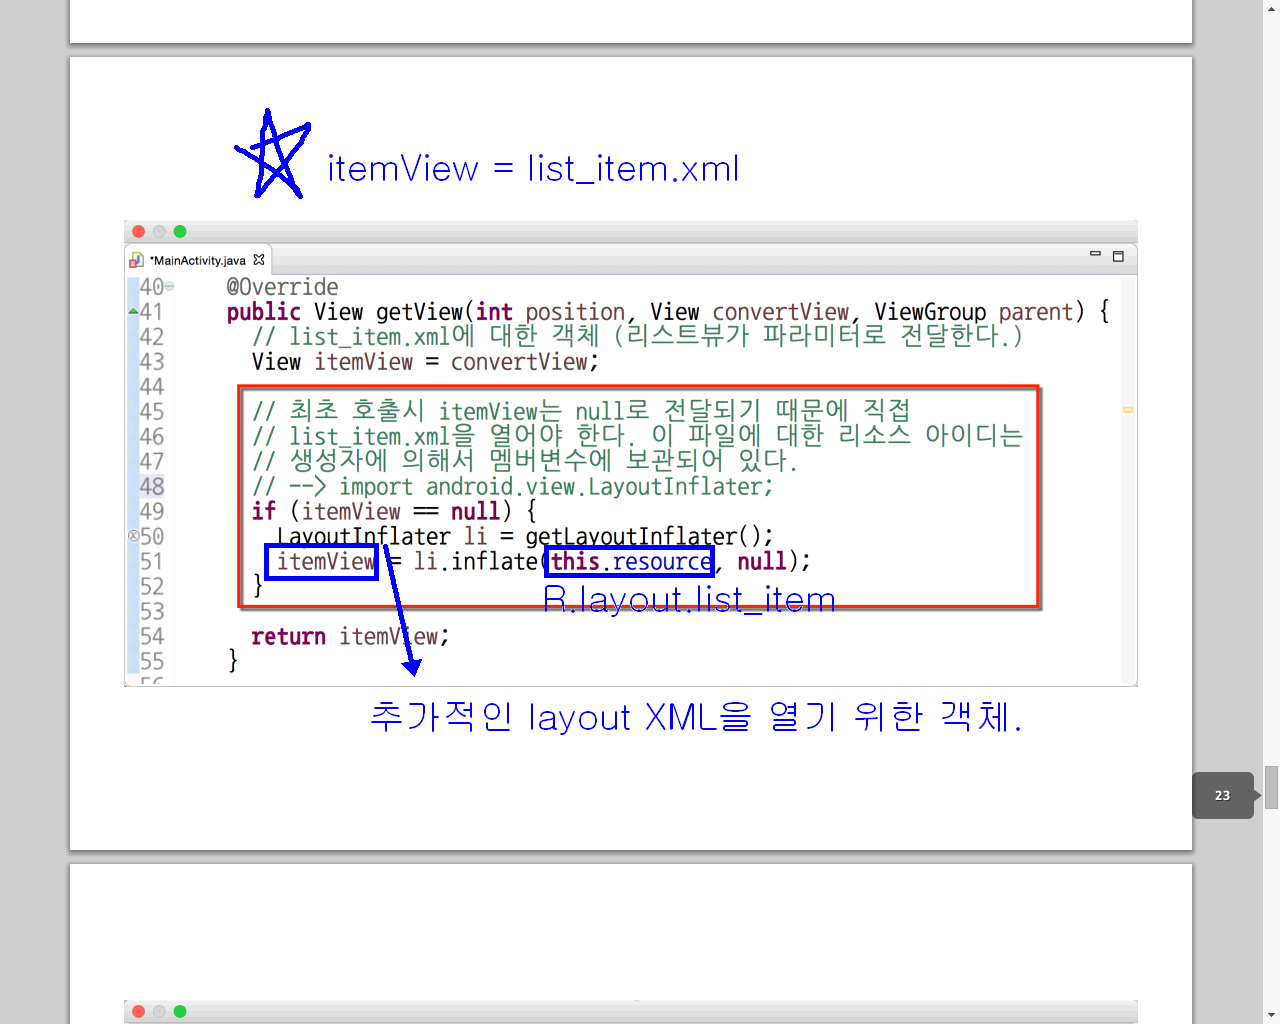 itemView = list_item.xml
*MainActivity.java
40 @Override
41 public View getView(int position, View convertView, ViewGroup parent) {
42 // list_item.xml에 대한 객체 (리스트뷰가 파라미터로 전달한다.)
43 View itemView = convertView;
44
45 // 최초 호출시 itemView는 null로 전달되기 때문에 직접
46 // list_item.xml을 열어야 한다. 이 파일에 대한 리소스 아이디는
47 // 생성자에 의해서 멤버변수에 보관되어 있다.
48 // --> import android.view.LayoutInflater;
49 if (itemView == null) {
50 LayoutInflater li = getLayoutInflater();
51 itemView = li.inflate(this.resource, null);
52 }
R.layout.list_item
53
54 return itemView;
55 }
추가적인 layout XML을 열기 위한 객체.
23